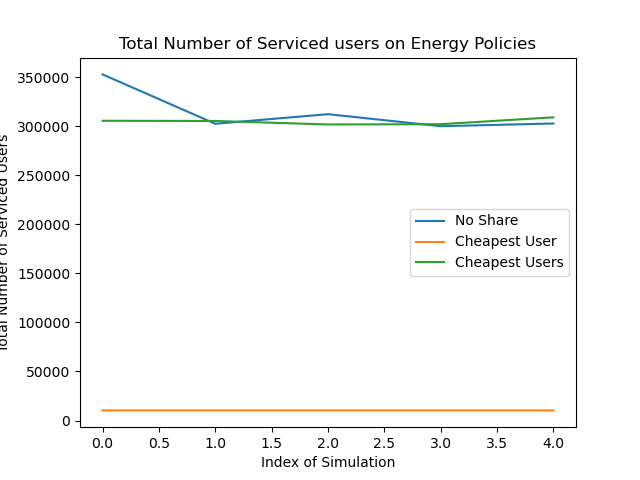 Total Number of Serviced users on Energy Policies
350000
300000
250000
200000
150000
100000
50000
0
Total Number of Serviced Users
No Share
Cheapest User
Cheapest Users
0.0 0.5 1.0 1.5 2.0 2.5 3.0 3.5 4.0
Index of Simulation